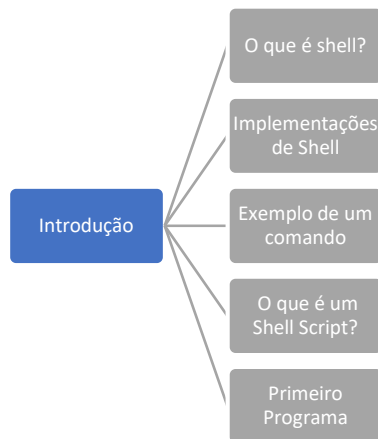 Introdução
O que é shell?
Implementações
de Shell
Exemplo de um
comando
O que é um
Shell Script?
Primeiro
Programa